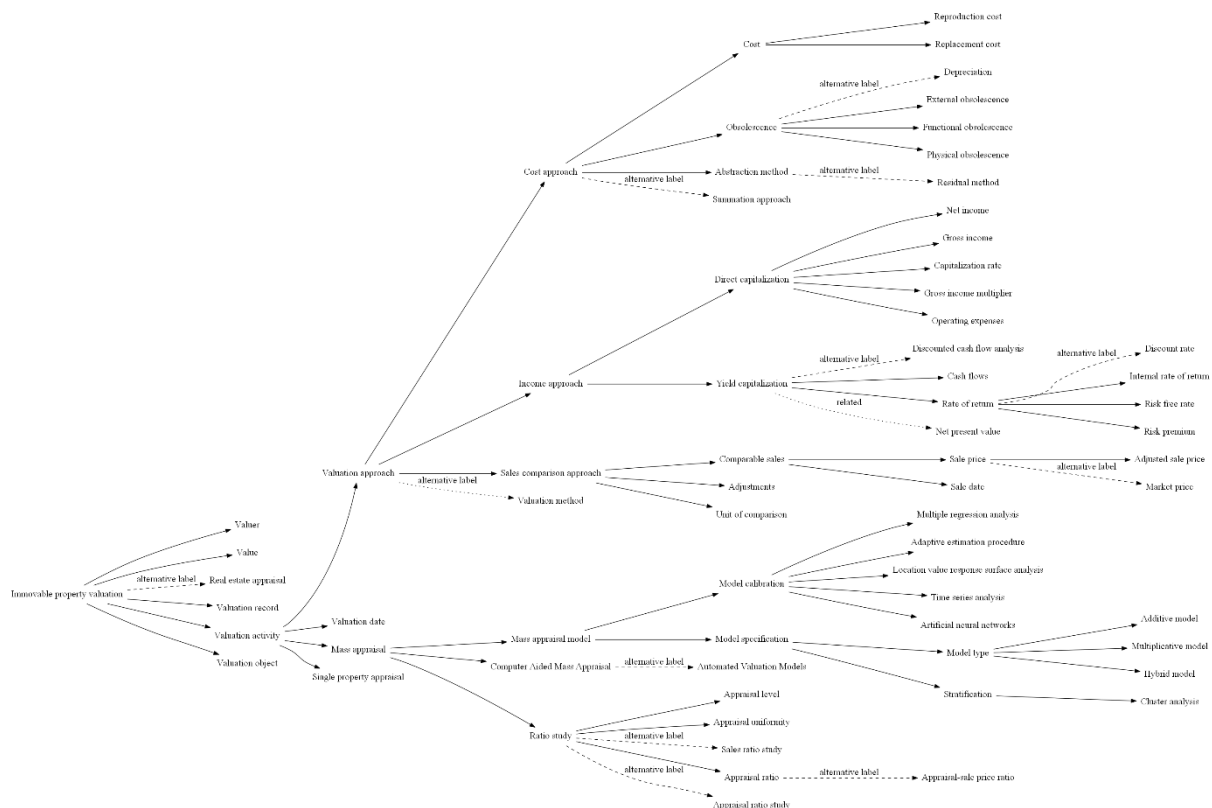 Reproduction cost
Cost
Replacement cost
Depreciation
alternative label
External obsolescence
Obsolescence
Functional obsolescence
Physical obsolescence
Cost approach
Abstraction method
alternative label
Residual method
alternative label
Summation approach
Net income
Gross income
Direct capitalization
Capitalization rate
Gross income multiplier
Operating expenses
Discounted cash flow analysis
alternative label
Discount rate
alternative label
Income approach
Yield capitalization
Cash flows
Internal rate of return
related
Rate of return
Risk free rate
Net present value
Risk premium
Valuation approach
Sales comparison approach
Comparable sales
Sale price
Adjusted sale price
alternative label
alternative label
Market price
Valuation method
Adjustments
Sale date
Unit of comparison
Multiple regression analysis
Adaptive estimation procedure
Model calibration
Location value response surface analysis
Time series analysis
Artificial neural networks
Valuer
Value
alternative label
Real estate appraisal
Immovable property valuation
Valuation record
Valuation activity
Valuation object
Valuation date
Mass appraisal
Single property appraisal
Mass appraisal model
Model specification
Model type
Additive model
Multiplicative model
Hybrid model
Computer Aided Mass Appraisal
alternative label
Automated Valuation Models
Stratification
Cluster analysis
Appraisal level
Ratio study
Appraisal uniformity
alternative label
Sales ratio study
Appraisal ratio
alternative label
Appraisal-sale price ratio
alternative label
Appraisal ratio study